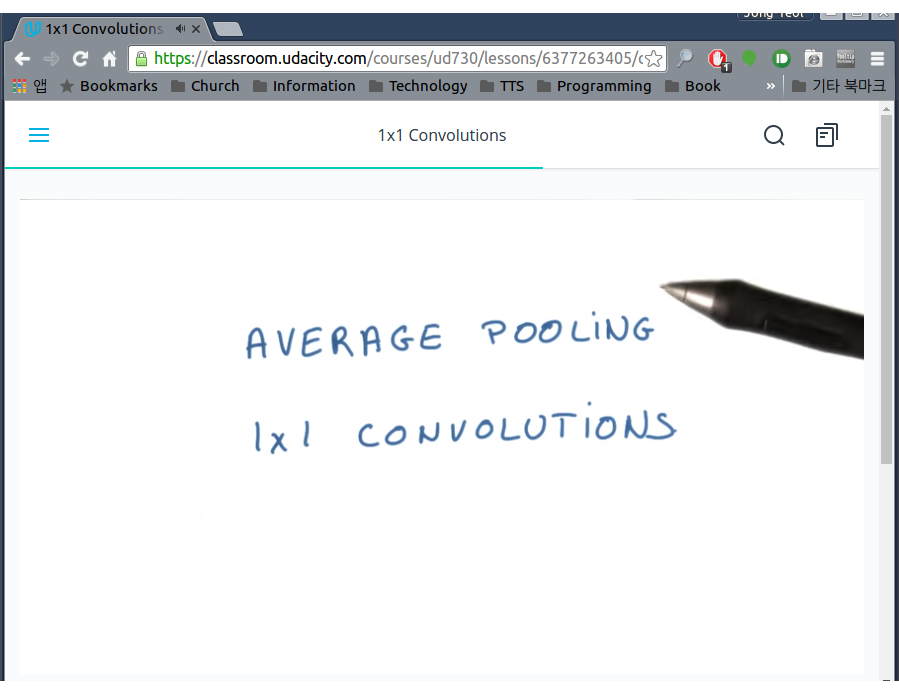 Jong Yeol
1x1 Convolutions
https://classroom.udacity.com/courses/ud730/lessons/6377263405/c
1
앱 Bookmarks Church Information Technology TTS Programming Book » 기타 북마크
1x1 Convolutions
AVERAGE POOLiNG
1x1 CONVOLUTiONS